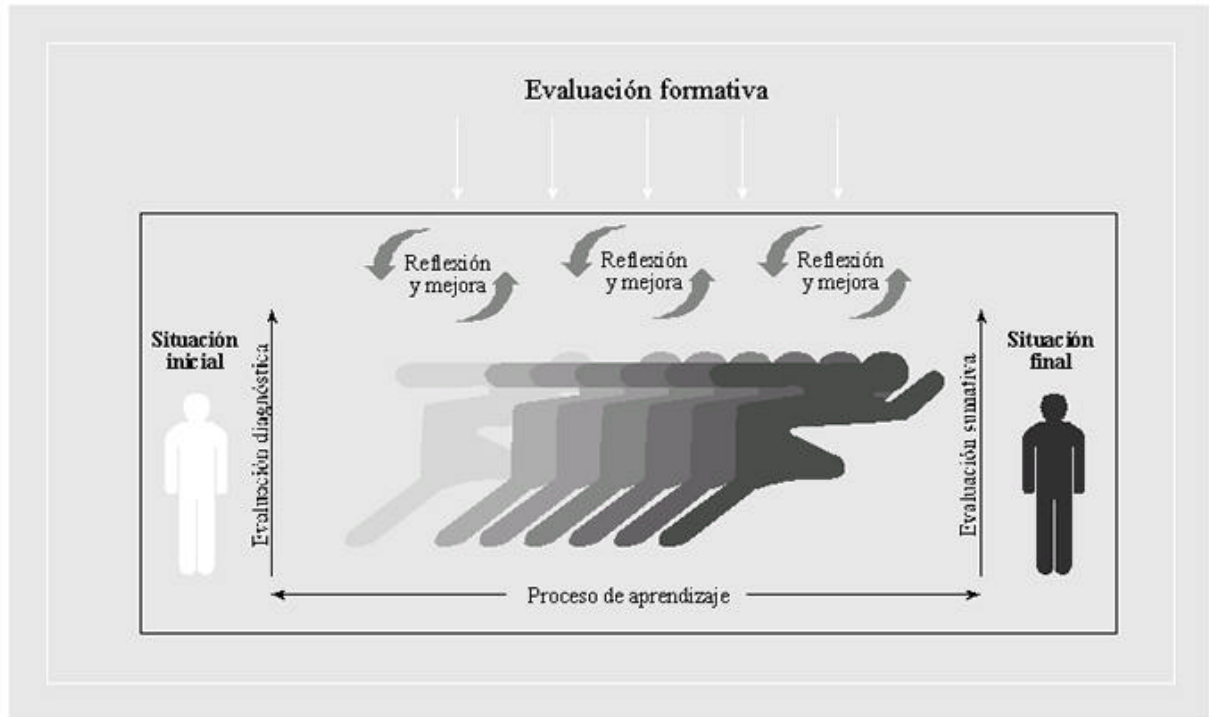 Evaluación formativa
Reflexión
y mejora
Reflexión
y mejora
Reflexión
y mejora
Situación
inicial
Evaluación diagnóstica
Evaluación sumativa
Situación
final
Proceso de aprendizaje